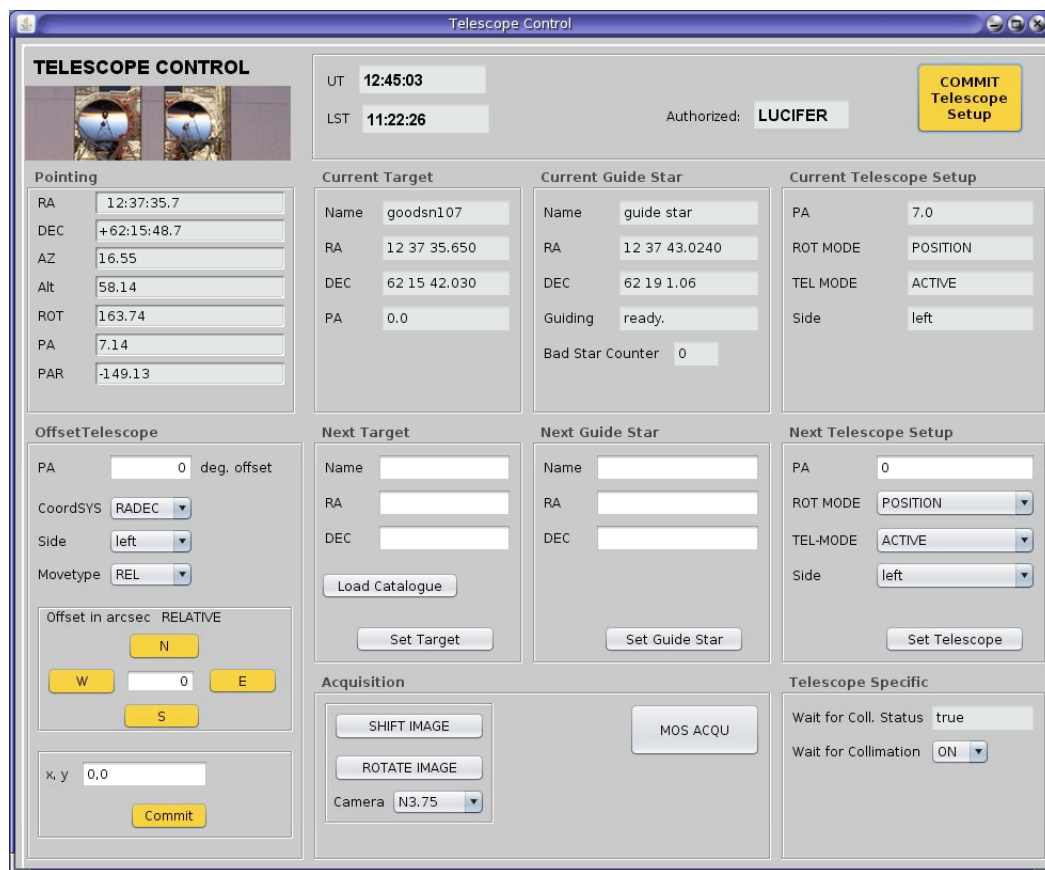 Telescope Control
TELESCOPE CONTROL
UT 12:45:03
LST 11:22:26
Authorized: LUCIFER
COMMIT
Telescope
Setup
Pointing
RA 12:37:35.7
DEC +62:15:48.7
AZ 16.55
Alt 58.14
ROT 163.74
PA 7.14
PAR -149.13
Current Target
Name goodsn107
RA 12 37 35.650
DEC 62 15 42.030
PA 0.0
Current Guide Star
Name guide star
RA 12 37 43.0240
DEC 62 19 1.06
Guiding ready.
Bad Star Counter 0
Current Telescope Setup
PA 7.0
ROT MODE POSITION
TEL MODE ACTIVE
Side left
OffsetTelescope
PA 0 deg. offset
CoordSYS RADEC
Side left
Movetype REL
Offset in arcsec RELATIVE
N
W 0 E
S
x, y 0,0
Commit
Next Target
Name
RA
DEC
Load Catalogue
Set Target
Next Guide Star
Name
RA
DEC
Set Guide Star
Next Telescope Setup
PA 0
ROT MODE POSITION
TEL-MODE ACTIVE
Side left
Set Telescope
Acquisition
SHIFT IMAGE
ROTATE IMAGE
Camera N3.75
MOS ACQU
Telescope Specific
Wait for Coll. Status true
Wait for Collimation ON